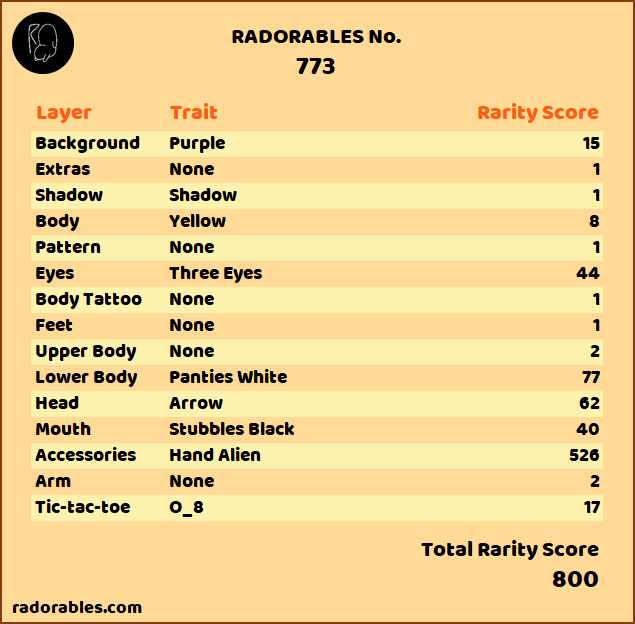 RADORABLES No.
773
Layer Trait Rarity Score
Background Purple 15
Extras None 1
Shadow Shadow 1
Body Yellow 8
Pattern None 1
Eyes Three Eyes 44
Body Tattoo None 1
Feet None 1
Upper Body None 2
Lower Body Panties White 77
Head Arrow 62
Mouth Stubbles Black 40
Accessories Hand Alien 526
Arm None 2
Tic-tac-toe O_8 17
Total Rarity Score
800
radorables.com